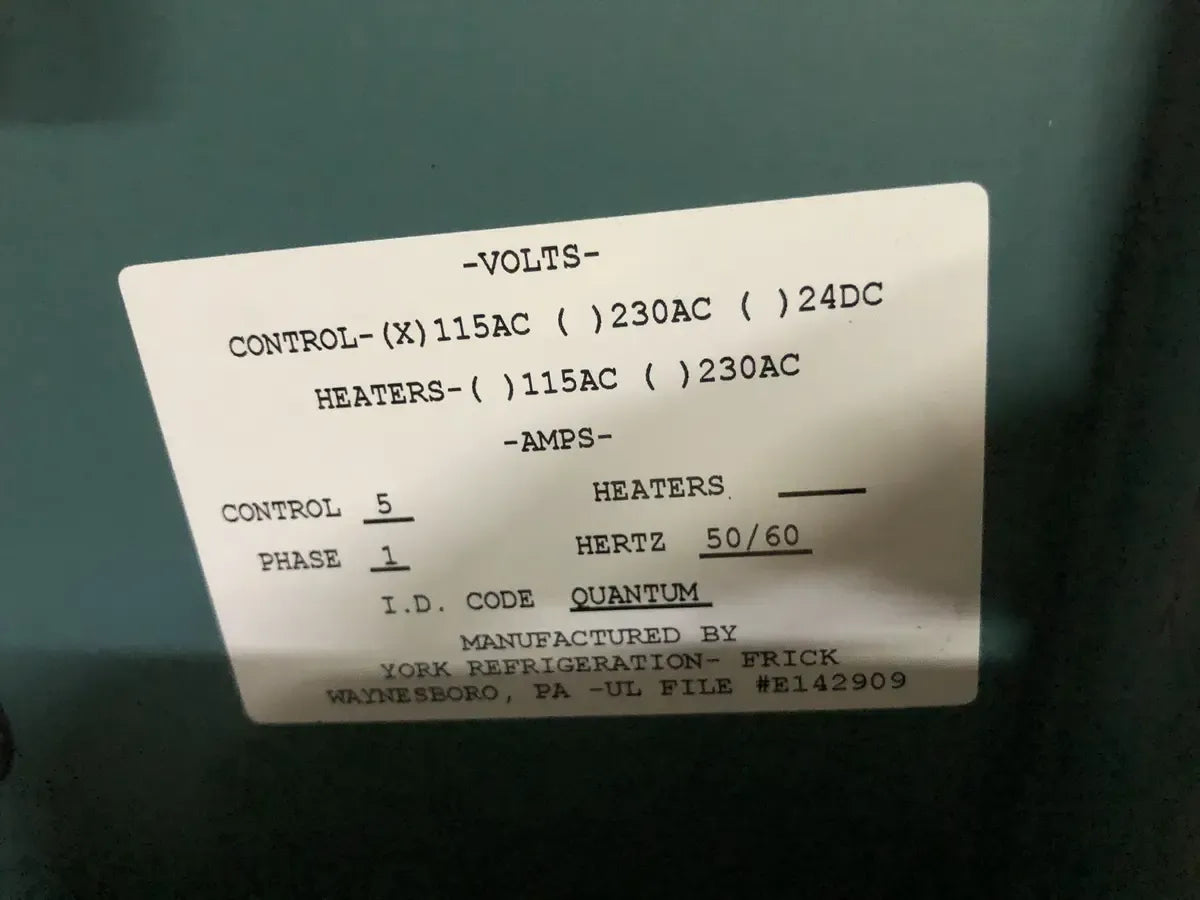 -VOLTS-
CONTROL-(X)115AC ( )230AC ( )24DC
HEATERS-( )115AC ( )230AC
-AMPS-
CONTROL 5 HEATERS ____
PHASE 1 HERTZ 50/60
I.D. CODE QUANTUM
MANUFACTURED BY
YORK REFRIGERATION- FRICK
WAYNESBORO, PA -UL FILE #E142909